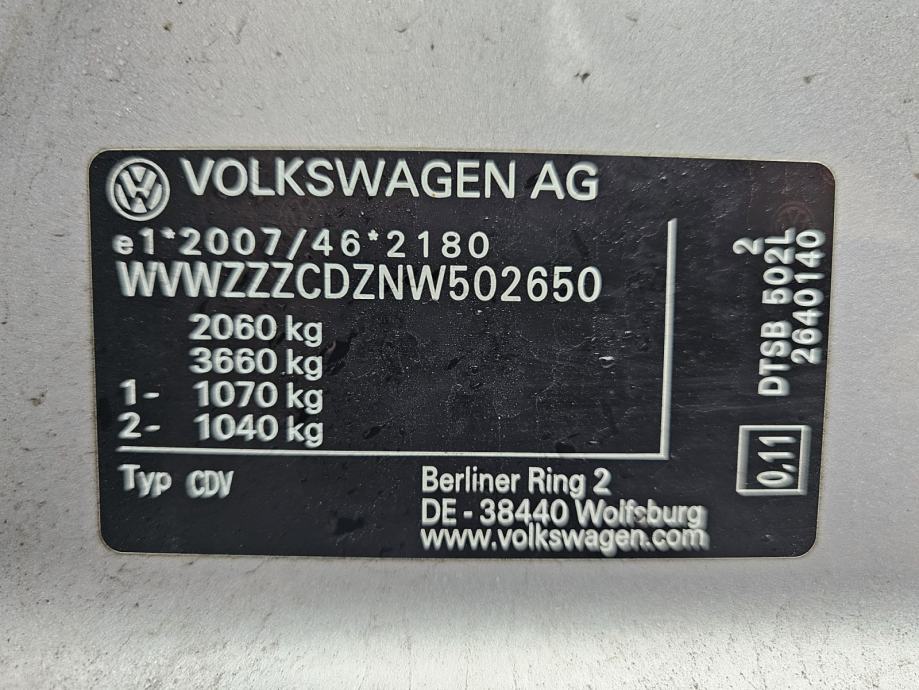 VOLKSWAGEN AG
e1*2007/46*2180
WVWZZZCDZNW502650
2060 kg
3660 kg
1- 1070 kg
2- 1040 kg
Typ CDV
Berliner Ring 2
DE - 38440 Wolfsburg
www.volkswagen.com
2
DTSB 502L
2640140
0,11